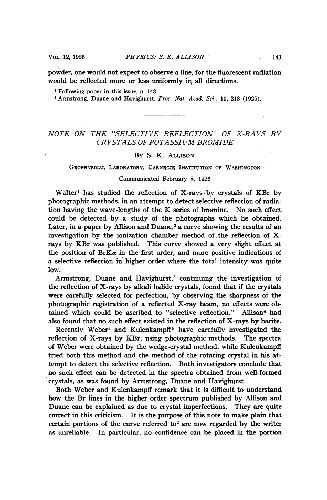 VOL. 12, 1926 PHYSICS: S. K. ALLISON 143
powder, one would not expect to observe a line, for the fluorescent radiation
would be reflected more or less uniformly in all directions.
¹ Following paper in this issue, p. 143.
² Armstrong, Duane and Havighurst, Proc. Nat. Acad. Sci., 11, 218 (1925).
NOTE ON THE "SELECTIVE REFLECTION" OF X-RAYS BY
CRYSTALS OF POTASSIUM BROMIDE
BY S. K. ALLISON
GEOPHYSICAL LABORATORY, CARNEGIE INSTITUTION OF WASHINGTON
Communicated February 5, 1926
Walter¹ has studied the reflection of X-rays by crystals of KBr by
photographic methods, in an attempt to detect selective reflection of radia-
tion having the wave-lengths of the K series of bromine. No such effect
could be detected by a study of the photographs which he obtained.
Later, in a paper by Allison and Duane,² a curve showing the results of an
investigation by the ionization chamber method of the reflection of X-
rays by KBr was published. This curve showed a very slight effect at
the position of BrKα in the first order, and more positive indications of
a selective reflection in higher order where the total intensity was quite
low.
Armstrong, Duane and Havighurst,³ continuing the investigation of
the reflection of X-rays by alkali halide crystals, found that if the crystals
were carefully selected for perfection, by observing the sharpness of the
photographic registration of a reflected X-ray beam, no effects were ob-
tained which could be ascribed to "selective reflection." Allison⁴ had
also found that no such effect existed in the reflection of X-rays by barite.
Recently Weber⁵ and Kulenkampff⁶ have carefully investigated the
reflection of X-rays by KBr, using photographic methods. The spectra
of Weber were obtained by the wedge-crystal method, while Kulenkampff
tried both this method and the method of the rotating crystal in his at-
tempt to detect the selective reflection. Both investigators conclude that
no such effect can be detected in the spectra obtained from well-formed
crystals, as was found by Armstrong, Duane and Havighurst.
Both Weber and Kulenkampff remark that it is difficult to understand
how the Br lines in the higher order spectrum published by Allison and
Duane can be explained as due to crystal imperfections. They are quite
correct in this criticism. It is the purpose of this note to make plain that
certain portions of the curve referred to² are now regarded by the writer
as unreliable. In particular, no confidence can be placed in the portion